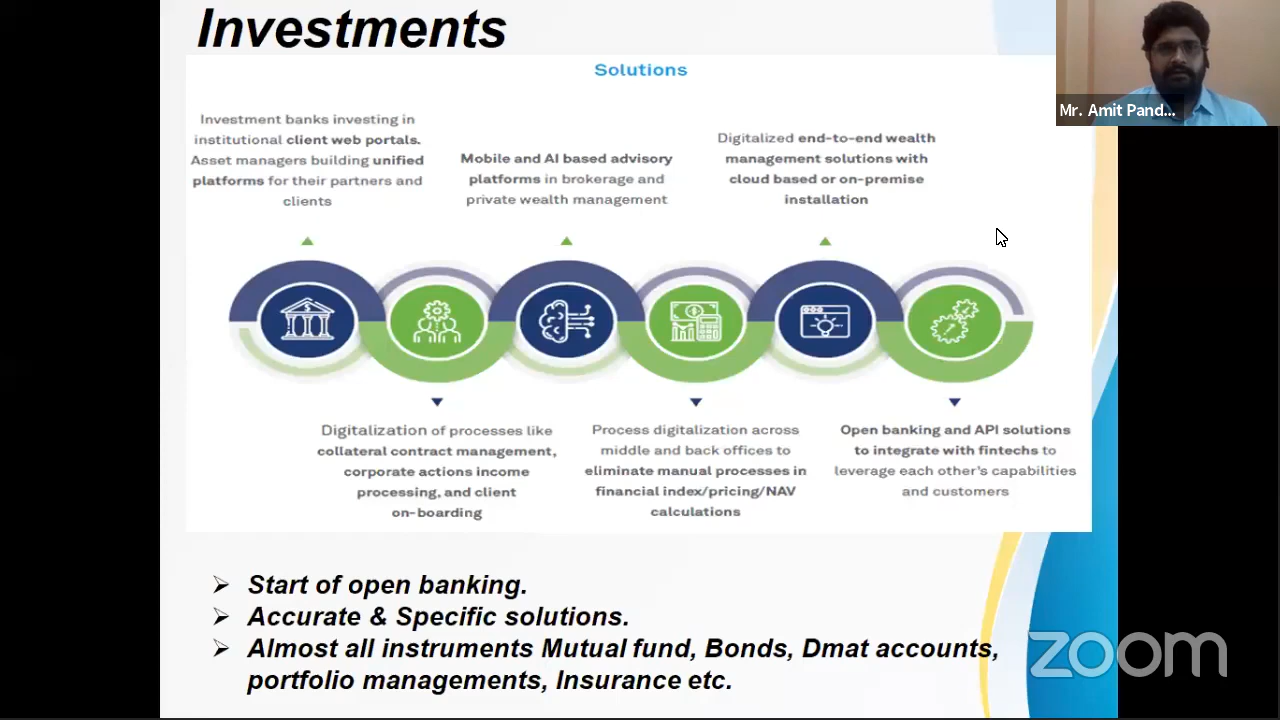 Investments
Solutions
Investment banks investing in
institutional client web portals.
Asset managers building unified
platforms for their partners and
clients
Mobile and AI based advisory
platforms in brokerage and
private wealth management
Digitalized end-to-end wealth
management solutions with
cloud based or on-premise
installation
Digitalization of processes like
collateral contract management,
corporate actions income
processing, and client
on-boarding
Process digitalization across
middle and back offices to
eliminate manual processes in
financial index/pricing/NAV
calculations
Open banking and API solutions
to integrate with fintechs to
leverage each other's capabilities
and customers
Start of open banking.
Accurate & Specific solutions.
Almost all instruments Mutual fund, Bonds, Dmat accounts,
portfolio managements, Insurance etc.
Mr. Amit Pand...
zoom